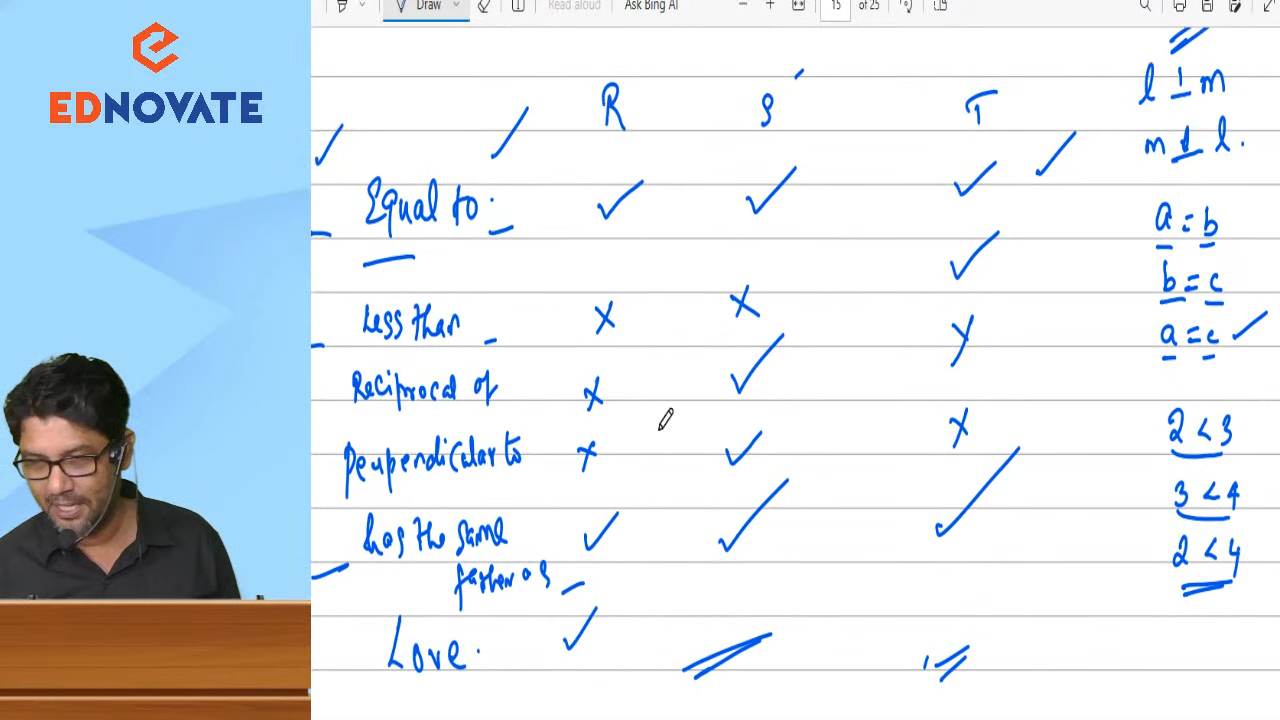 Draw
Read aloud
Ask Bing AI
15 of 25
EDNOVATE
R S T
Equal to
Less than
Reciprocal of
perpendicular to
has the same
father as
Love.
l ⊥ m
m ⊥ l.
a = b
b = c
a = c ✓
2 < 3
3 < 4
2 < 4